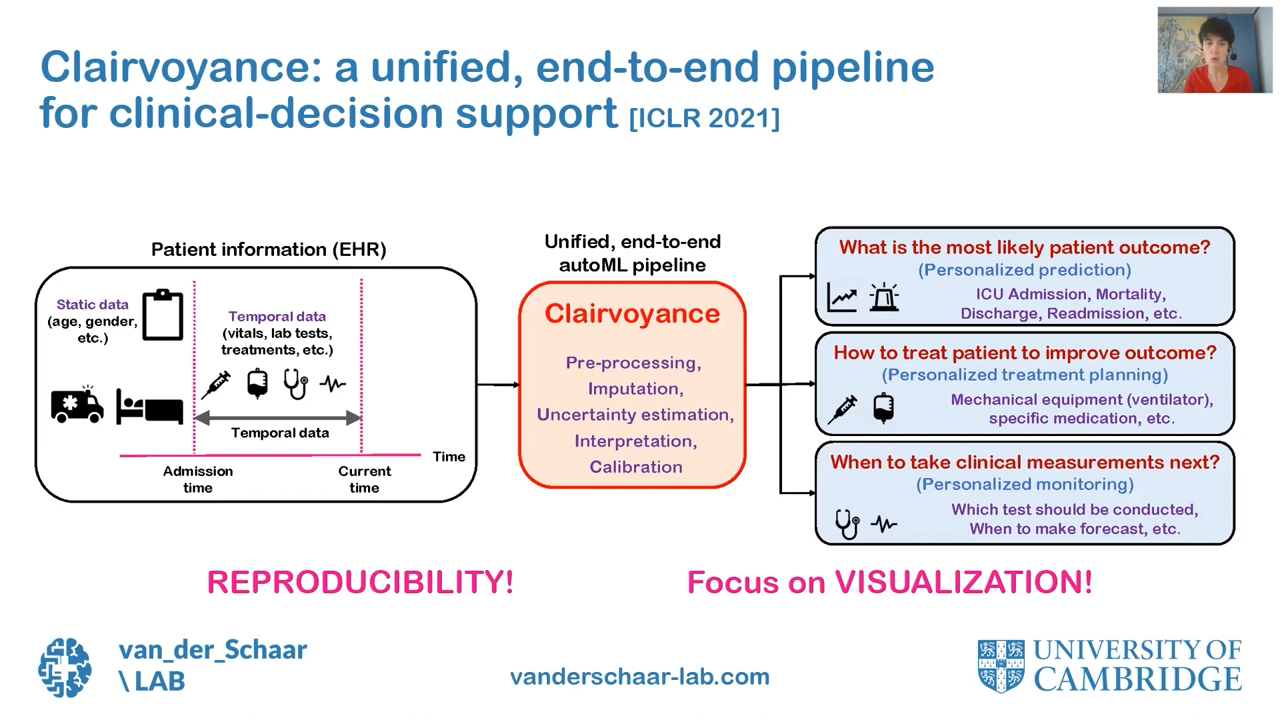 Clairvoyance: a unified, end-to-end pipeline
for clinical-decision support [ICLR 2021]
Patient information (EHR)
Static data
(age, gender,
etc.)
Temporal data
(vitals, lab tests,
treatments, etc.)
Temporal data
Time
Admission
time
Current
time
Unified, end-to-end
autoML pipeline
Clairvoyance
Pre-processing,
Imputation,
Uncertainty estimation,
Interpretation,
Calibration
What is the most likely patient outcome?
(Personalized prediction)
ICU Admission, Mortality,
Discharge, Readmission, etc.
How to treat patient to improve outcome?
(Personalized treatment planning)
Mechanical equipment (ventilator),
specific medication, etc.
When to take clinical measurements next?
(Personalized monitoring)
Which test should be conducted,
When to make forecast, etc.
REPRODUCIBILITY!
Focus on VISUALIZATION!
van_der_Schaar
\ LAB
vanderschaar-lab.com
UNIVERSITY OF
CAMBRIDGE